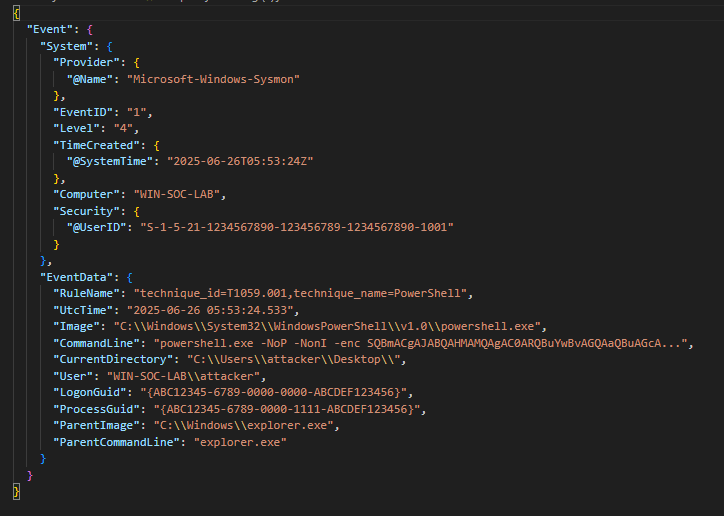 {
"Event": {
"System": {
"Provider": {
"@Name": "Microsoft-Windows-Sysmon"
},
"EventID": "1",
"Level": "4",
"TimeCreated": {
"@SystemTime": "2025-06-26T05:53:24Z"
},
"Computer": "WIN-SOC-LAB",
"Security": {
"@UserID": "S-1-5-21-1234567890-123456789-1234567890-1001"
}
},
"EventData": {
"RuleName": "technique_id=T1059.001,technique_name=PowerShell",
"UtcTime": "2025-06-26 05:53:24.533",
"Image": "C:\\Windows\\System32\\WindowsPowerShell\\v1.0\\powershell.exe",
"CommandLine": "powershell.exe -NoP -NonI -enc SQBmACgAJABQAHMAMQAgAC0ARQBuYwBvAGQAaQBuAGcA...",
"CurrentDirectory": "C:\\Users\\attacker\\Desktop\\",
"User": "WIN-SOC-LAB\\attacker",
"LogonGuid": "{ABC12345-6789-0000-0000-ABCDEF123456}",
"ProcessGuid": "{ABC12345-6789-0000-1111-ABCDEF123456}",
"ParentImage": "C:\\Windows\\explorer.exe",
"ParentCommandLine": "explorer.exe"
}
}
}